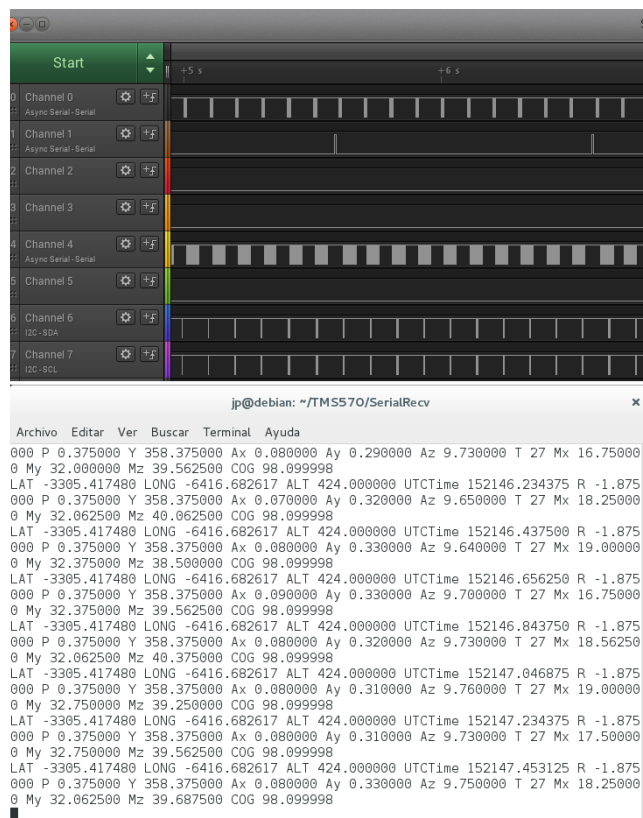 Start
+5 s
+6 s
0 Channel 0
Async Serial - Serial
1 Channel 1
Async Serial - Serial
2 Channel 2
3 Channel 3
4 Channel 4
Async Serial - Serial
5 Channel 5
6 Channel 6
I2C - SDA
7 Channel 7
I2C - SCL
jp@debian: ~/TMS570/SerialRecv
Archivo Editar Ver Buscar Terminal Ayuda
000 P 0.375000 Y 358.375000 Ax 0.080000 Ay 0.290000 Az 9.730000 T 27 Mx 16.75000
0 My 32.000000 Mz 39.562500 COG 98.099998
LAT -3305.417480 LONG -6416.682617 ALT 424.000000 UTCTime 152146.234375 R -1.875
000 P 0.375000 Y 358.375000 Ax 0.070000 Ay 0.320000 Az 9.650000 T 27 Mx 18.25000
0 My 32.062500 Mz 40.062500 COG 98.099998
LAT -3305.417480 LONG -6416.682617 ALT 424.000000 UTCTime 152146.437500 R -1.875
000 P 0.375000 Y 358.375000 Ax 0.080000 Ay 0.330000 Az 9.640000 T 27 Mx 19.00000
0 My 32.375000 Mz 38.500000 COG 98.099998
LAT -3305.417480 LONG -6416.682617 ALT 424.000000 UTCTime 152146.656250 R -1.875
000 P 0.375000 Y 358.375000 Ax 0.090000 Ay 0.330000 Az 9.700000 T 27 Mx 16.75000
0 My 32.375000 Mz 39.562500 COG 98.099998
LAT -3305.417480 LONG -6416.682617 ALT 424.000000 UTCTime 152146.843750 R -1.875
000 P 0.375000 Y 358.375000 Ax 0.080000 Ay 0.320000 Az 9.730000 T 27 Mx 18.56250
0 My 32.062500 Mz 40.375000 COG 98.099998
LAT -3305.417480 LONG -6416.682617 ALT 424.000000 UTCTime 152147.046875 R -1.875
000 P 0.375000 Y 358.375000 Ax 0.080000 Ay 0.310000 Az 9.760000 T 27 Mx 19.00000
0 My 32.750000 Mz 39.250000 COG 98.099998
LAT -3305.417480 LONG -6416.682617 ALT 424.000000 UTCTime 152147.234375 R -1.875
000 P 0.375000 Y 358.375000 Ax 0.080000 Ay 0.310000 Az 9.730000 T 27 Mx 17.50000
0 My 32.750000 Mz 39.562500 COG 98.099998
LAT -3305.417480 LONG -6416.682617 ALT 424.000000 UTCTime 152147.453125 R -1.875
000 P 0.375000 Y 358.375000 Ax 0.080000 Ay 0.330000 Az 9.750000 T 27 Mx 18.25000
0 My 32.062500 Mz 39.687500 COG 98.099998